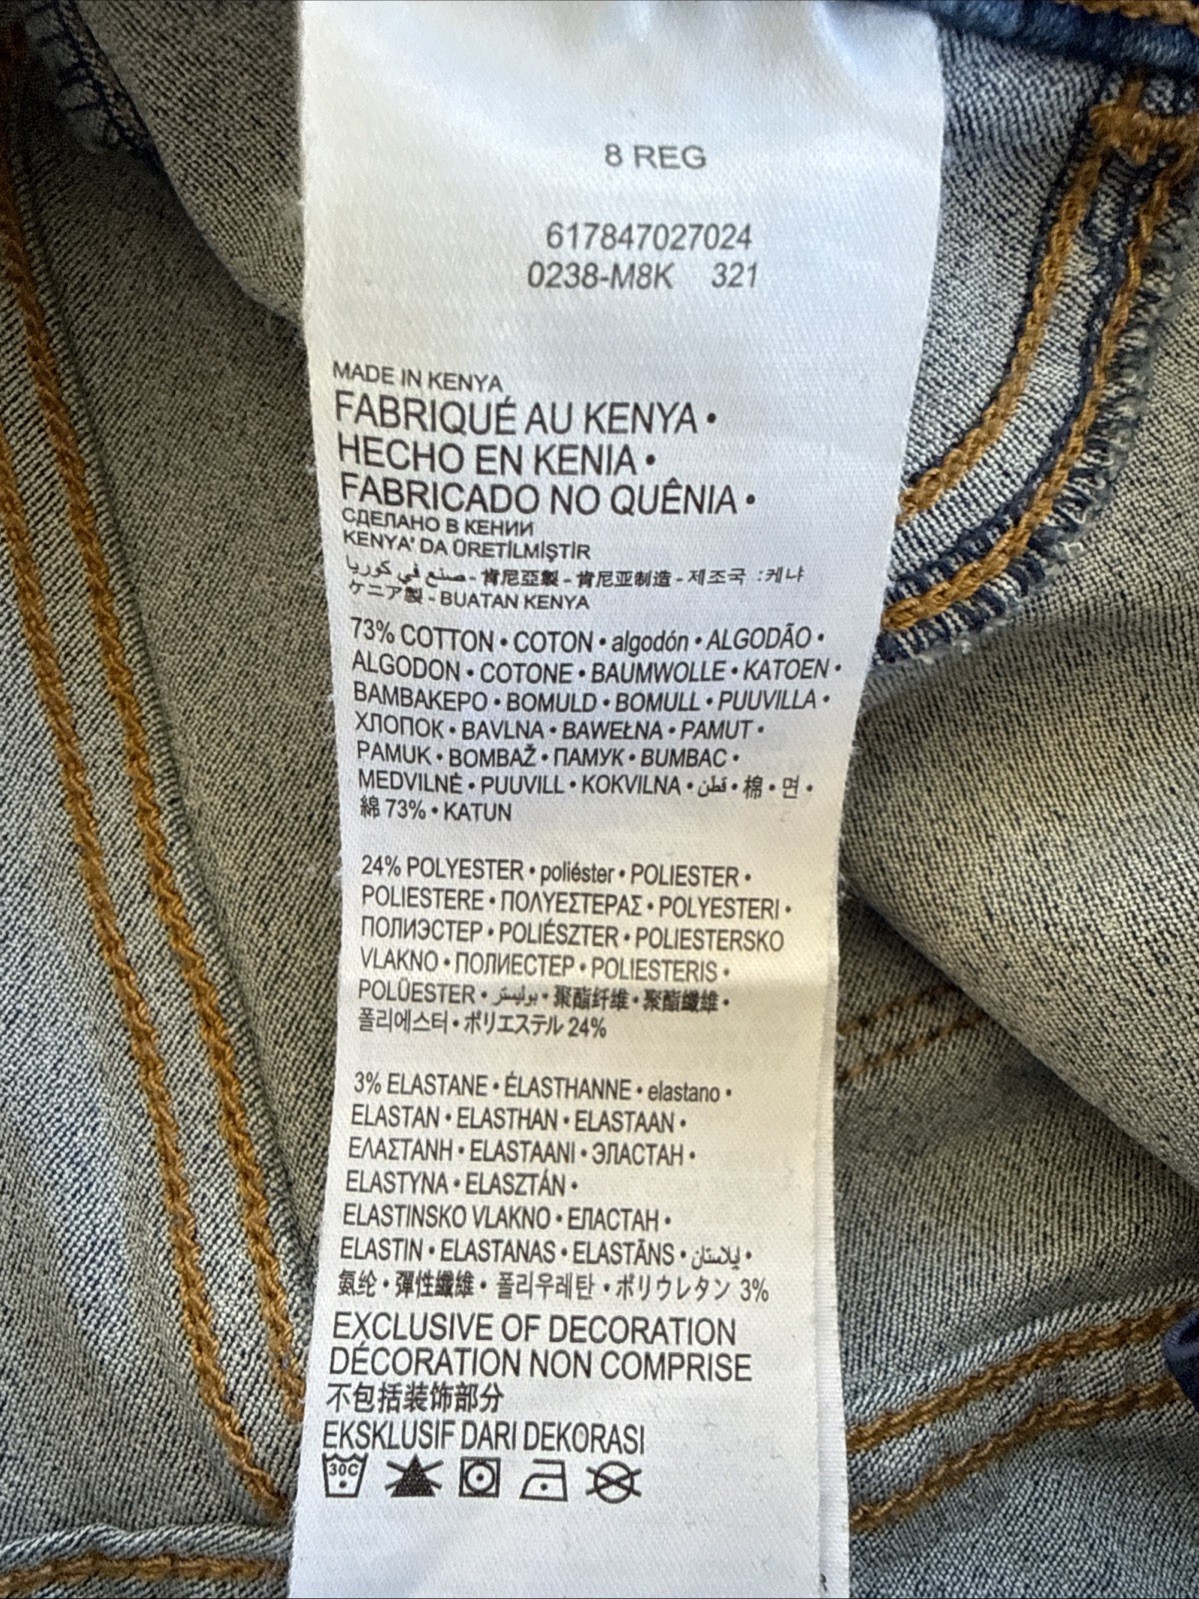 8 REG
617847027024
0238-M8K 321
MADE IN KENYA
FABRIQUÉ AU KENYA •
HECHO EN KENIA •
FABRICADO NO QUÊNIA •
СДЕЛАНО В КЕНИИ
KENYA' DA ÜRETİLMİŞTİR
صنع في كوريا - 肯尼亞製 - 肯尼亚制造 - 제조국 :케냐
ケニア製 - BUATAN KENYA
73% COTTON • COTON • algodón • ALGODÃO •
ALGODON • COTONE • BAUMWOLLE • KATOEN •
ΒΑΜΒΑΚΕΡΟ • BOMULD • BOMULL • PUUVILLA •
ХЛОПОК • BAVLNA • BAWEŁNA • PAMUT •
PAMUK • BOMBAŽ • ПАМУК • BUMBAC •
MEDVILNĖ • PUUVILL • KOKVILNA • قطن • 棉 • 면 •
綿 73% • KATUN
24% POLYESTER • poliéster • POLIESTER •
POLIESTERE • ΠΟΛΥΕΣΤΕΡΑΣ • POLYESTERI •
ПОЛИЭСТЕР • POLIÉSZTER • POLIESTERSKO
VLAKNO • ПОЛИЕСТЕР • POLIESTERIS •
POLÜESTER • بوليستر • 聚酯纤维 • 聚酯纖維 •
폴리에스터 • ポリエステル 24%
3% ELASTANE • ÉLASTHANNE • elastano •
ELASTAN • ELASTHAN • ELASTAAN •
ΕΛΑΣΤΑΝΗ • ELASTAANI • ЭЛАСТАН •
ELASTYNA • ELASZTÁN •
ELASTINSKO VLAKNO • ЕЛАСТАН •
ELASTIN • ELASTANAS • ELASTĀNS • إيلاستان •
氨纶 • 彈性纖維 • 폴리우레탄 • ポリウレタン 3%
EXCLUSIVE OF DECORATION
DÉCORATION NON COMPRISE
不包括装饰部分
EKSKLUSIF DARI DEKORASI
30C